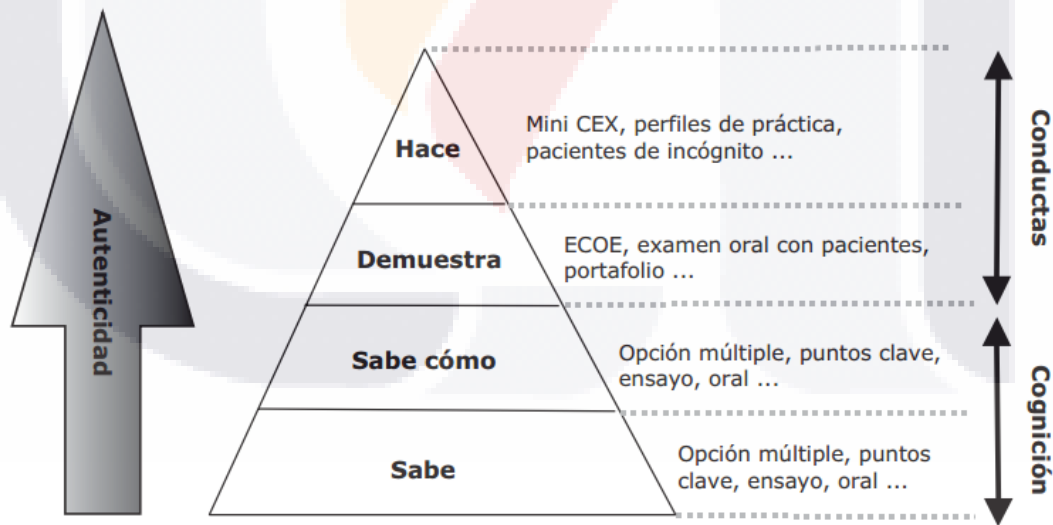 Hace
Mini CEX, perfiles de práctica,
pacientes de incógnito ...
Demuestra
ECOE, examen oral con pacientes,
portafolio ...
Sabe cómo
Opción múltiple, puntos clave,
ensayo, oral ...
Sabe
Opción múltiple, puntos
clave, ensayo, oral ...
Autenticidad
Conductas
Cognición